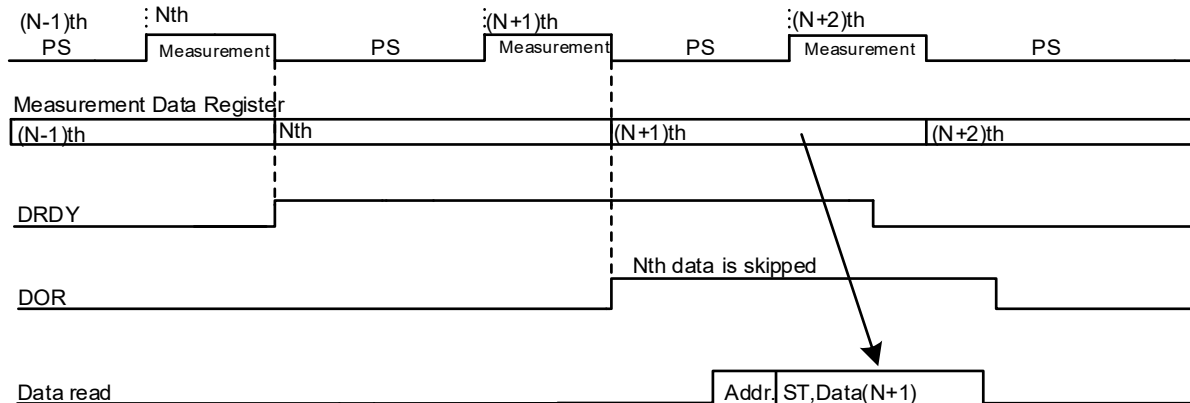 (N-1)th Nth (N+1)th (N+2)th
PS Measurement PS Measurement PS Measurement PS
Measurement Data Register
(N-1)th Nth (N+1)th (N+2)th
DRDY
Nth data is skipped
DOR
Data read Addr. ST,Data(N+1)